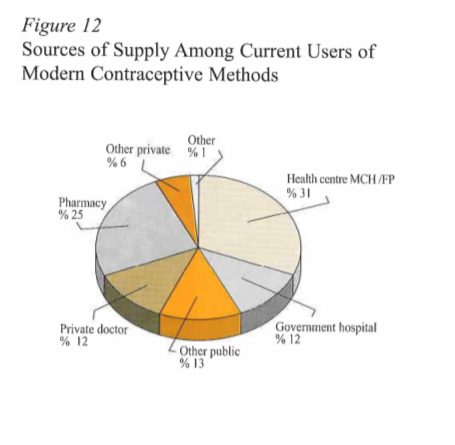 Figure 12
Sources of Supply Among Current Users of
Modern Contraceptive Methods
Other
% 1
Other private
% 6
Health centre MCH /FP
% 31
Pharmacy
% 25
Private doctor
% 12
Government hospital
% 12
Other public
% 13